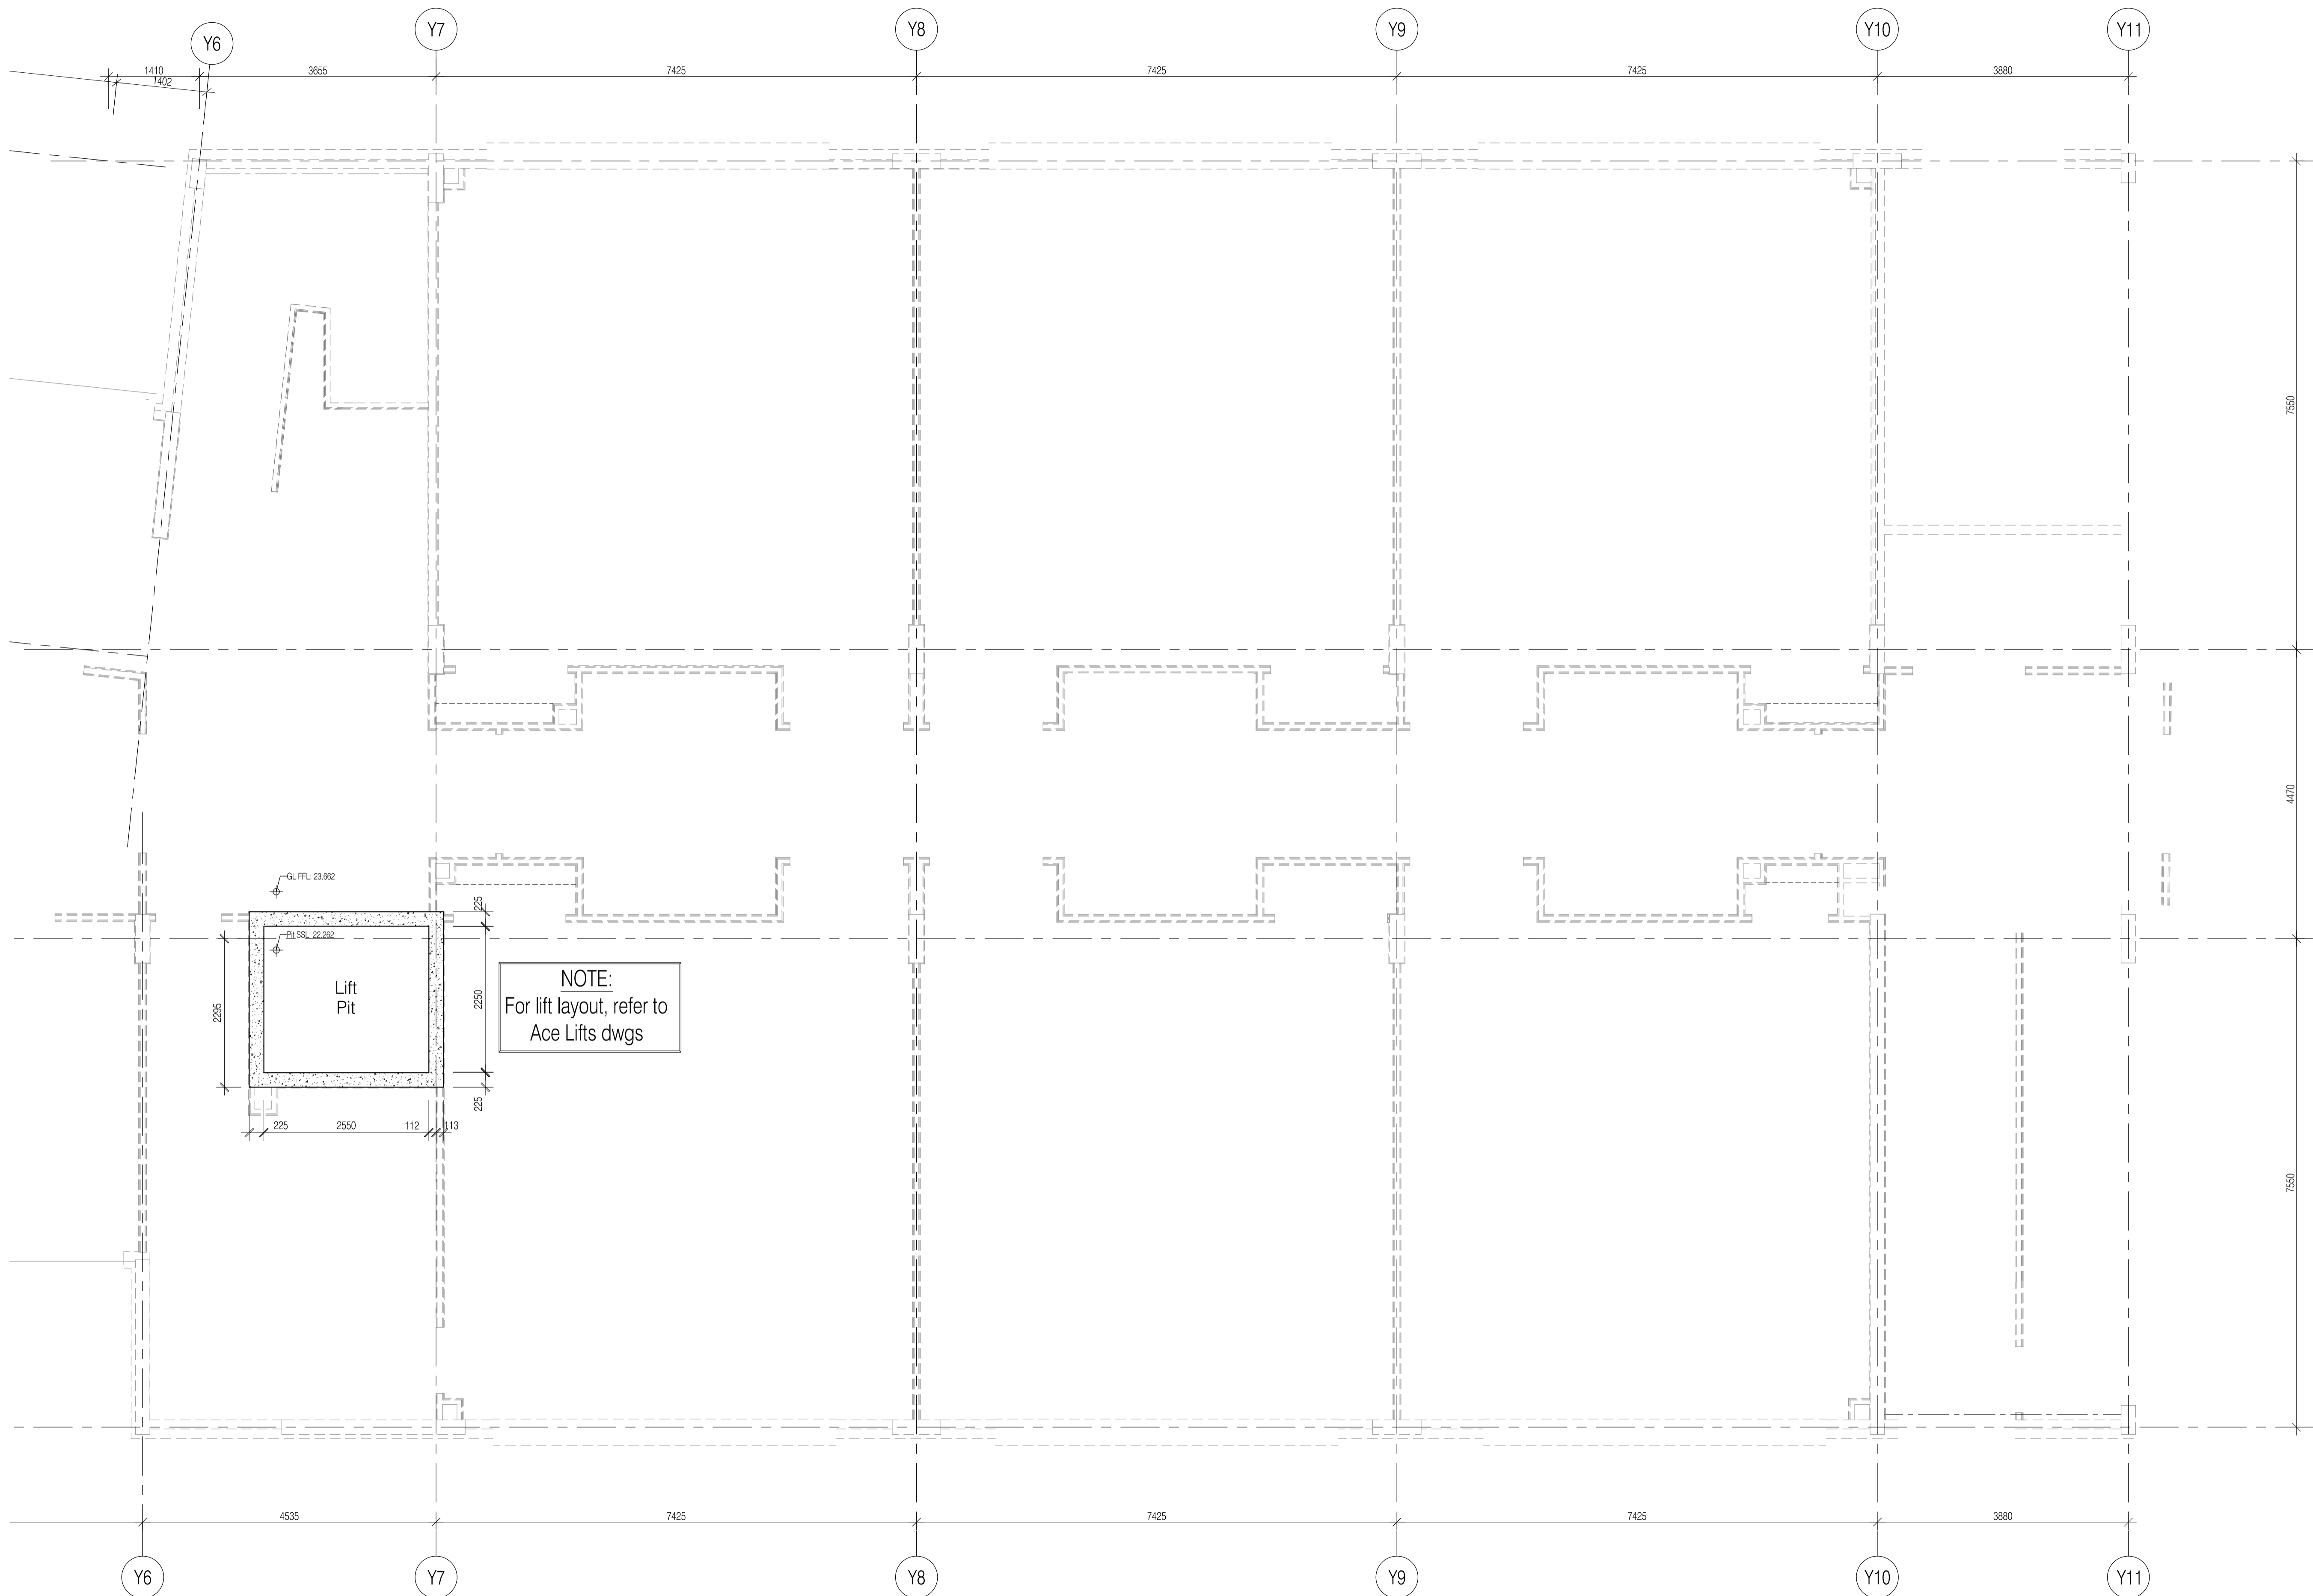 Y6
Y7
Y8
Y9
Y10
Y11
1410
1402
3655
7425
7425
7425
3880
7550
4470
7550
GL FFL: 23.662
Pit SSL: 22.262
Lift
Pit
2295
225
2250
225
225
2550
112
113
NOTE:
For lift layout, refer to
Ace Lifts dwgs
4535
7425
7425
7425
3880
Y6
Y7
Y8
Y9
Y10
Y11